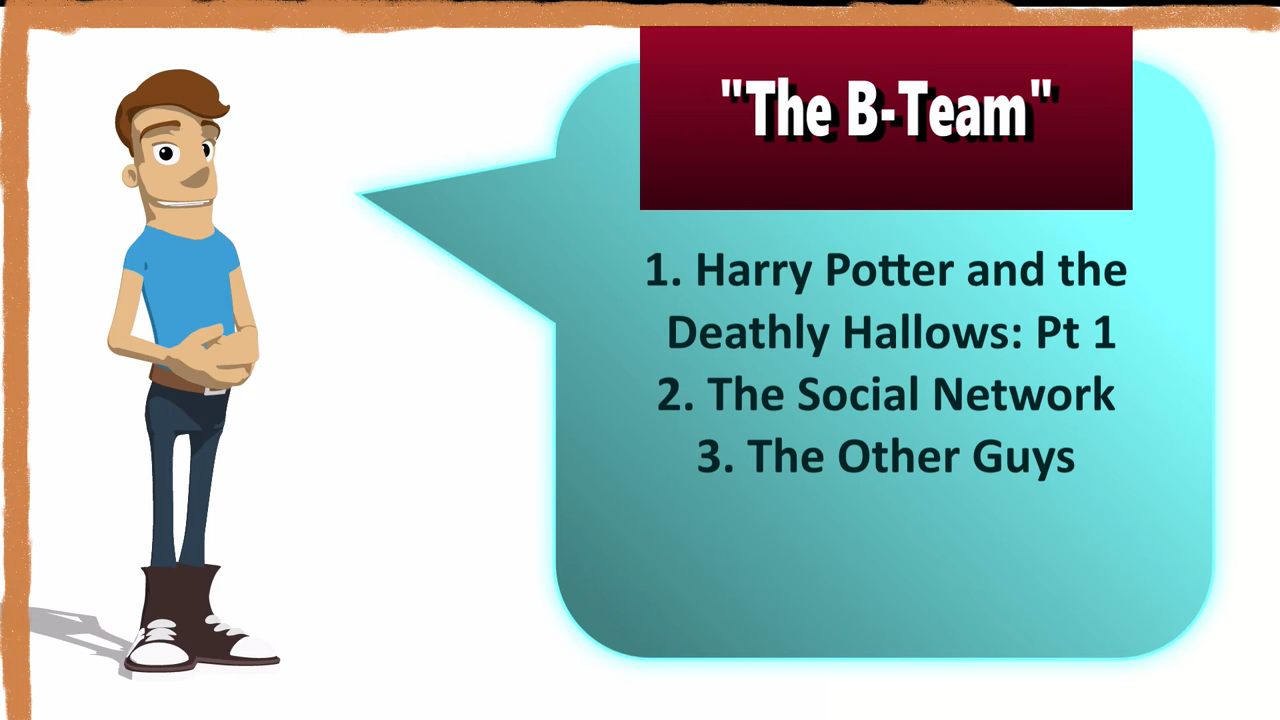 "The B-Team"
1. Harry Potter and the
Deathly Hallows: Pt 1
2. The Social Network
3. The Other Guys